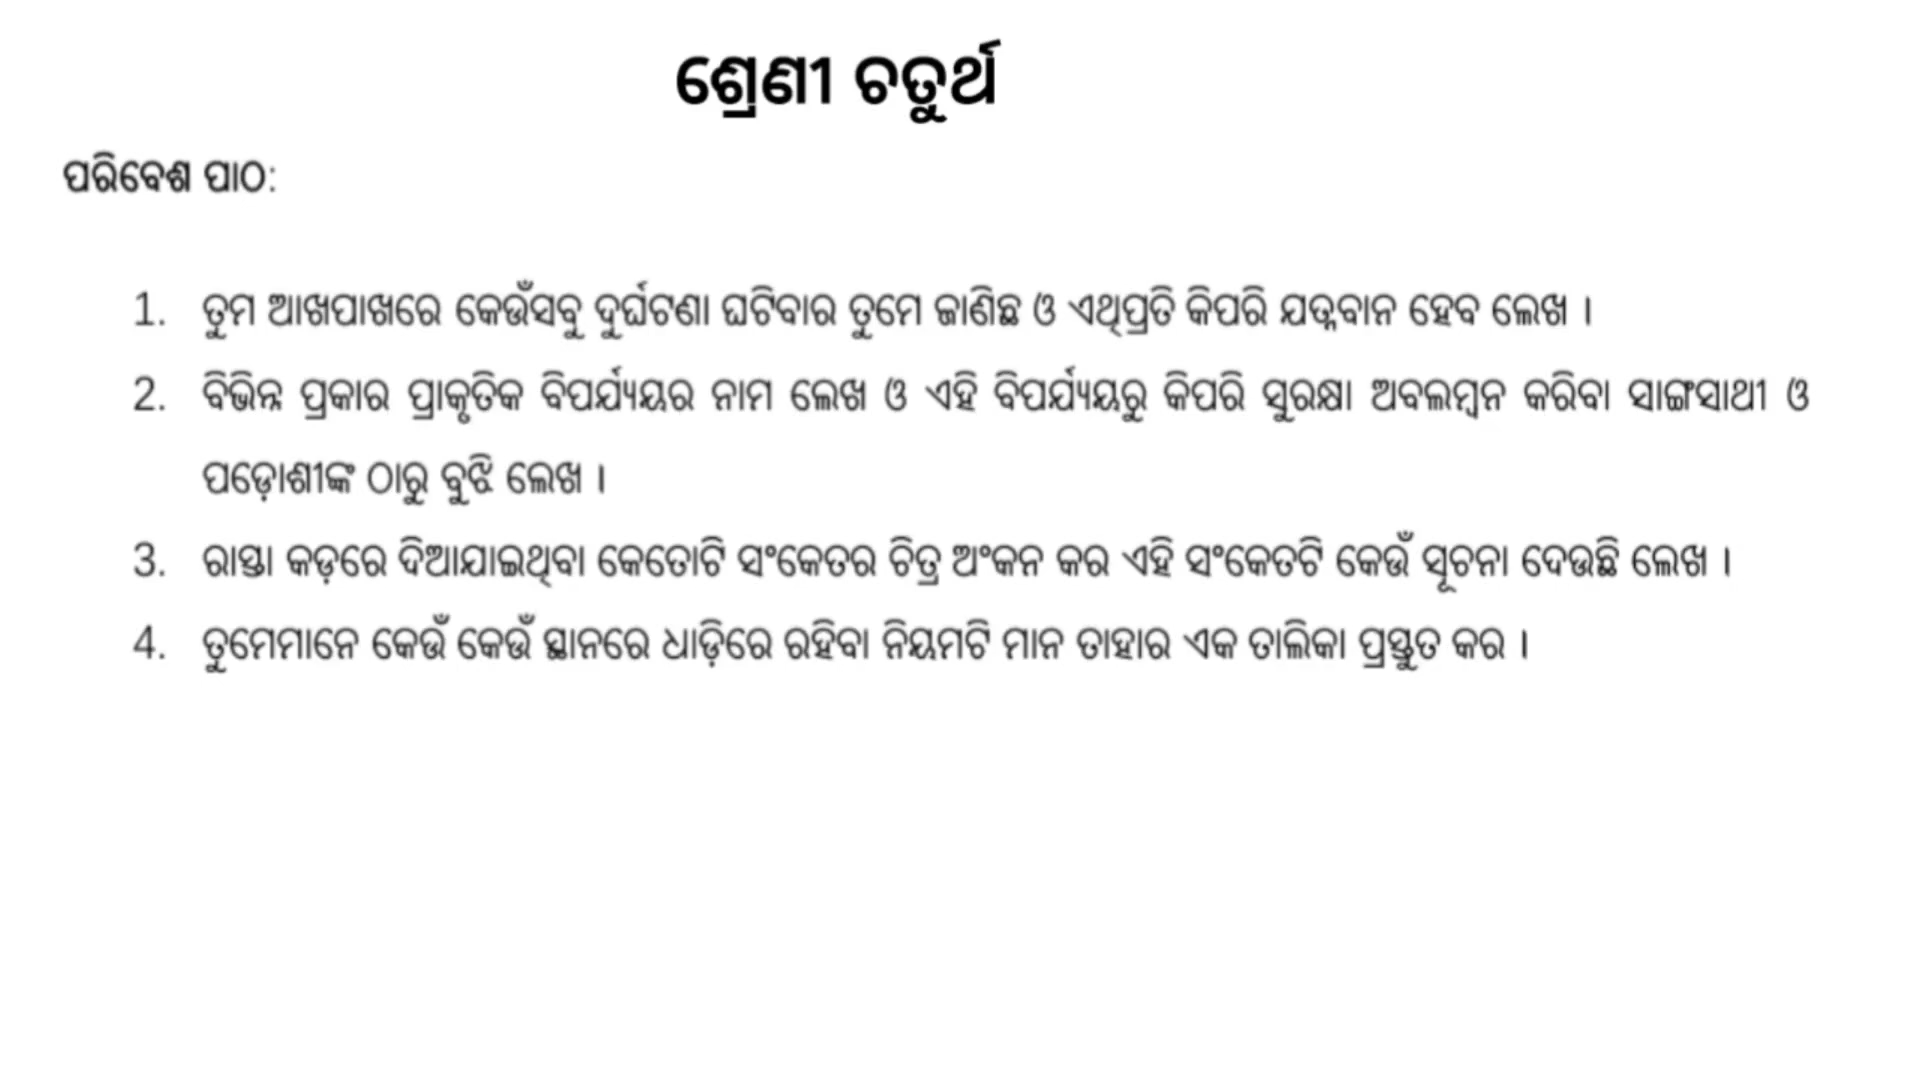 ଶ୍ରେଣୀ ଚତୁର୍ଥ
ପରିବେଶ ପାଠ:
1. ତୁମ ଆଖପାଖରେ କେଉଁସବୁ ଦୁର୍ଘଟଣା ଘଟିବାର ତୁମେ ଜାଣିଛ ଓ ଏଥିପ୍ରତି କିପରି ଯତ୍ନବାନ ହେବ ଲେଖ ।
2. ବିଭିନ୍ନ ପ୍ରକାର ପ୍ରାକୃତିକ ବିପର୍ଯ୍ୟୟର ନାମ ଲେଖ ଓ ଏହି ବିପର୍ଯ୍ୟୟରୁ କିପରି ସୁରକ୍ଷା ଅବଲମ୍ବନ କରିବା ସାଙ୍ଗସାଥୀ ଓ
ପଡ଼ୋଶୀଙ୍କ ଠାରୁ ବୁଝି ଲେଖ ।
3. ରାସ୍ତା କଡ଼ରେ ଦିଆଯାଇଥିବା କେତୋଟି ସଂକେତର ଚିତ୍ର ଅଂକନ କର ଏହି ସଂକେତଟି କେଉଁ ସୂଚନା ଦେଉଛି ଲେଖ ।
4. ତୁମେମାନେ କେଉଁ କେଉଁ ସ୍ଥାନରେ ଧାଡ଼ିରେ ରହିବା ନିୟମଟି ମାନ ତାହାର ଏକ ତାଲିକା ପ୍ରସ୍ତୁତ କର ।